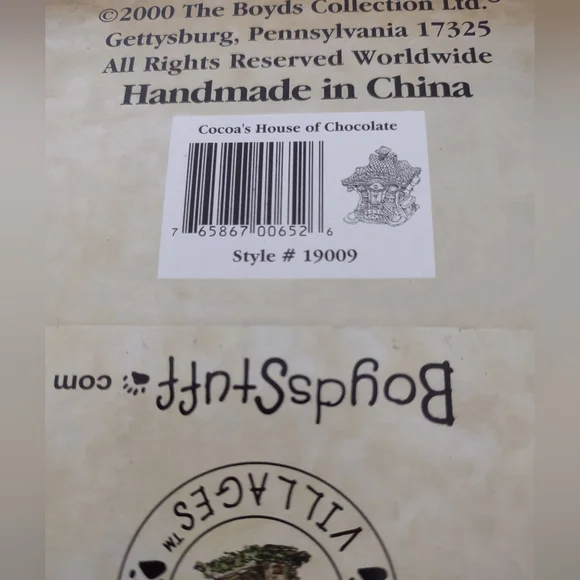 ©2000 The Boyds Collection Ltd.®
Gettysburg, Pennsylvania 17325
All Rights Reserved Worldwide
Handmade in China
Cocoa's House of Chocolate
7 65867 00652 6
Style # 19009
BoydsStuff.com
VILLAGES™